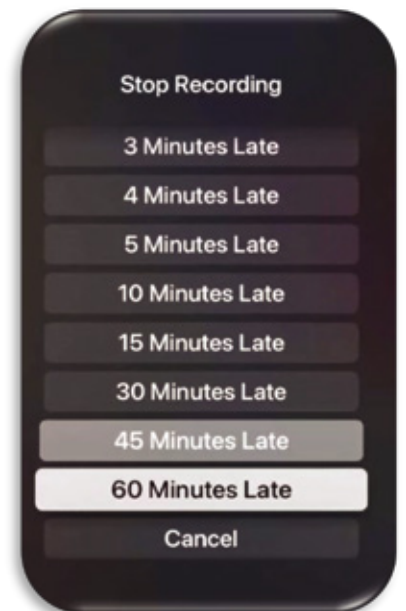 Stop Recording
3 Minutes Late
4 Minutes Late
5 Minutes Late
10 Minutes Late
15 Minutes Late
30 Minutes Late
45 Minutes Late
60 Minutes Late
Cancel